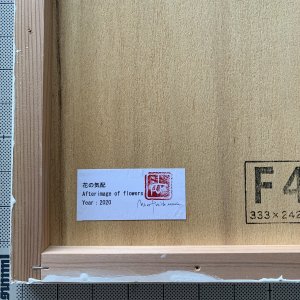 花の気配
Afterimage of flowers
Year : 2020
F4
333×242